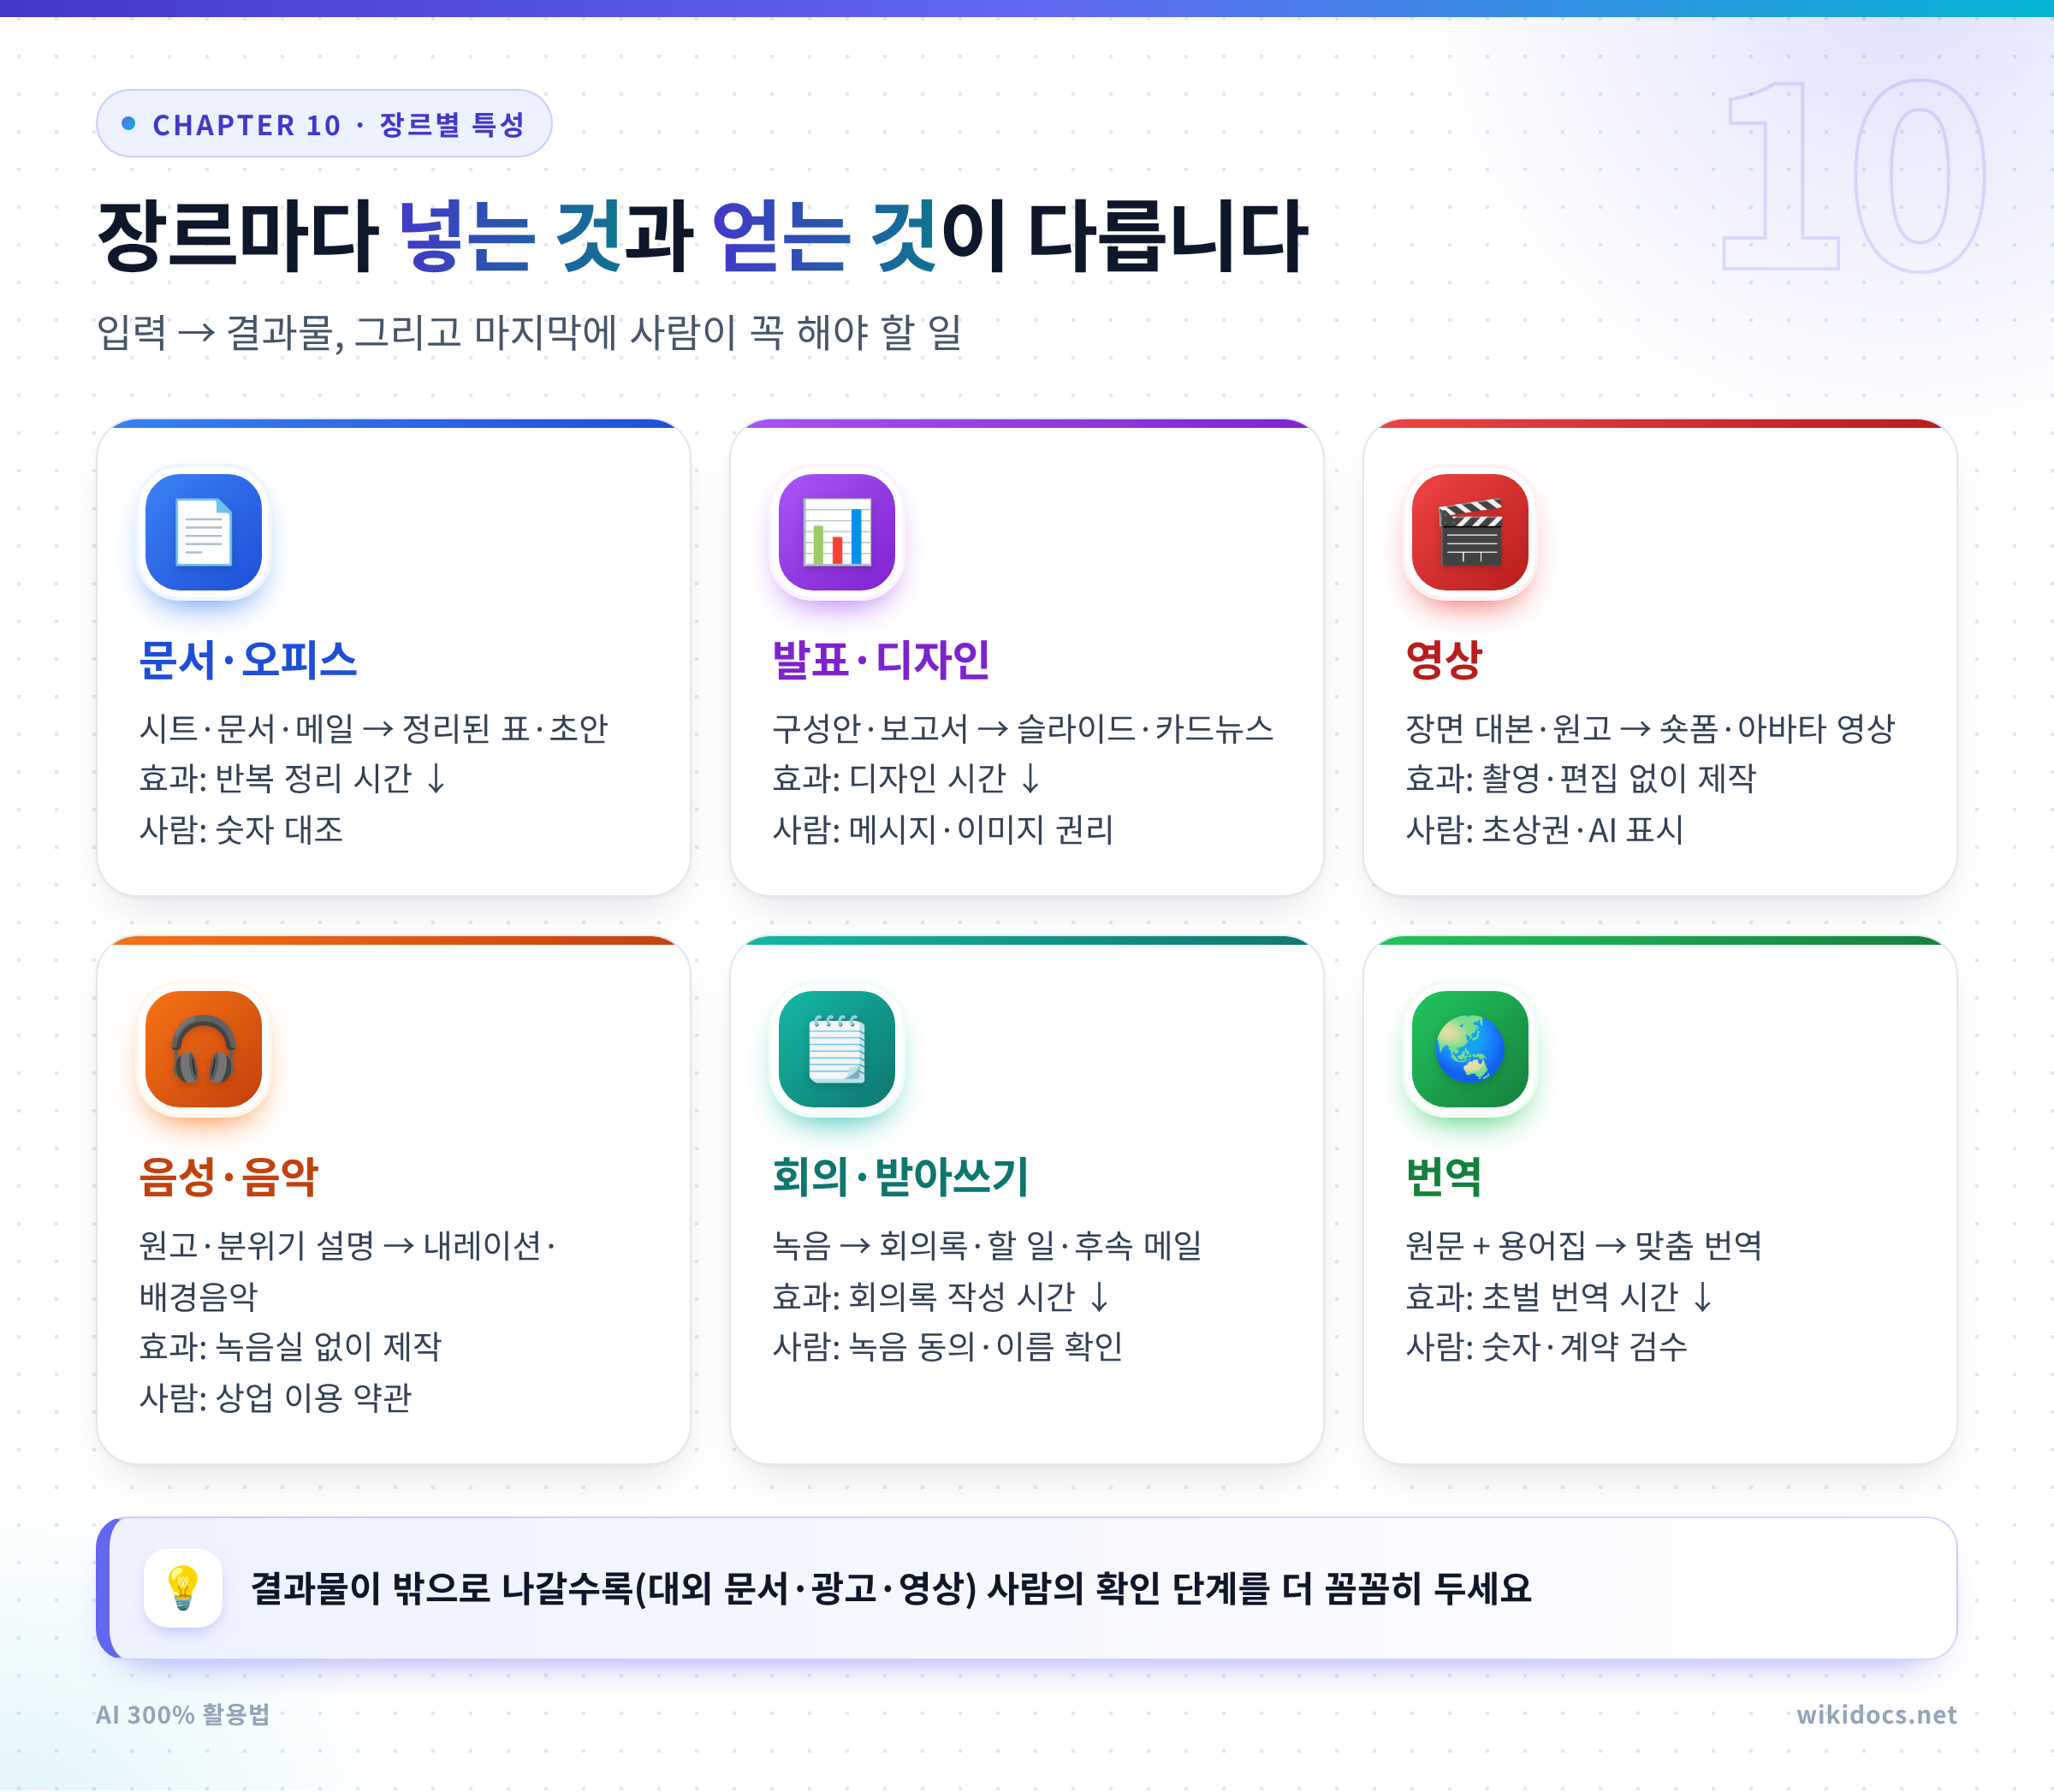 CHAPTER 10 · 장르별 특성
10
장르마다 넣는 것과 얻는 것이 다릅니다
입력 → 결과물, 그리고 마지막에 사람이 꼭 해야 할 일
문서·오피스
시트·문서·메일 → 정리된 표·초안
효과: 반복 정리 시간 ↓
사람: 숫자 대조
발표·디자인
구성안·보고서 → 슬라이드·카드뉴스
효과: 디자인 시간 ↓
사람: 메시지·이미지 권리
영상
장면 대본·원고 → 숏폼·아바타 영상
효과: 촬영·편집 없이 제작
사람: 초상권·AI 표시
음성·음악
원고·분위기 설명 → 내레이션·
배경음악
효과: 녹음실 없이 제작
사람: 상업 이용 약관
회의·받아쓰기
녹음 → 회의록·할 일·후속 메일
효과: 회의록 작성 시간 ↓
사람: 녹음 동의·이름 확인
번역
원문 + 용어집 → 맞춤 번역
효과: 초벌 번역 시간 ↓
사람: 숫자·계약 검수
결과물이 밖으로 나갈수록(대외 문서·광고·영상) 사람의 확인 단계를 더 꼼꼼히 두세요
AI 300% 활용법
wikidocs.net